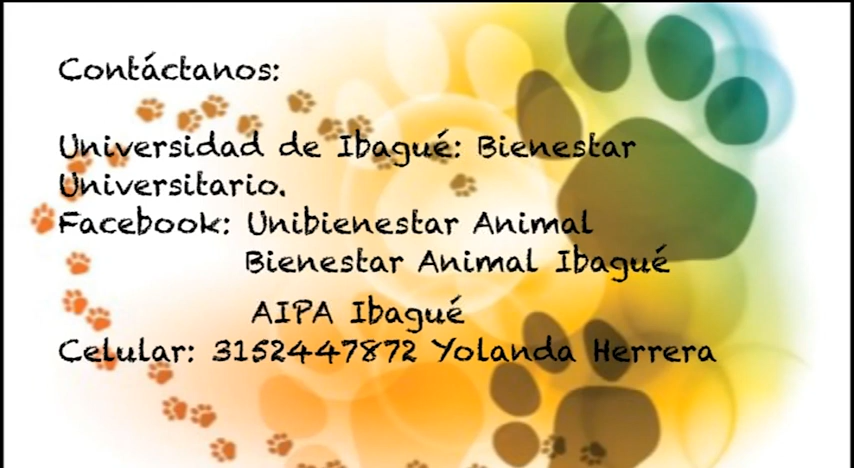 Contáctanos:
Universidad de Ibagué: Bienestar
Universitario.
Facebook: Unibienestar Animal
Bienestar Animal Ibagué
AIPA Ibagué
Celular: 3152447872 Yolanda Herrera